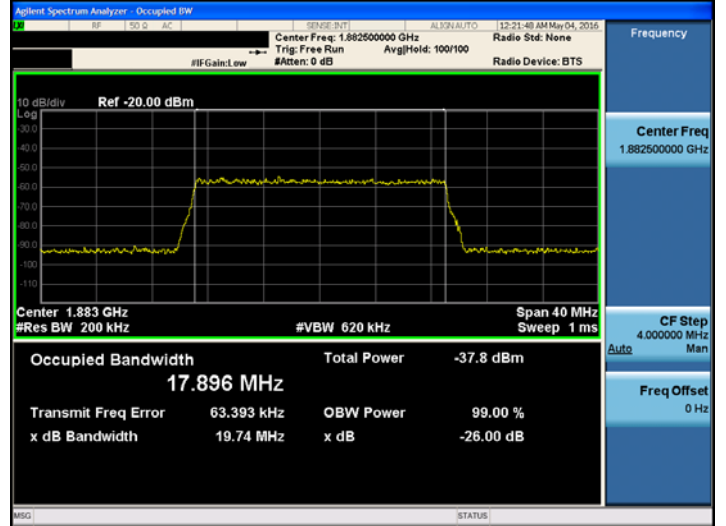 Agilent Spectrum Analyzer - Occupied BW
RF 50 Ω AC SENSE:INT ALIGNAUTO 12:21:48 AM May 04, 2016
Center Freq: 1.882500000 GHz Radio Std: None
Trig: Free Run Avg|Hold: 100/100
#IFGain:Low #Atten: 0 dB Radio Device: BTS
Frequency
10 dB/div Ref -20.00 dBm
Log
-30.0
-40.0
-50.0
-60.0
-70.0
-80.0
-90.0
-100
-110
Center 1.883 GHz Span 40 MHz
#Res BW 200 kHz #VBW 620 kHz Sweep 1 ms
Occupied Bandwidth Total Power -37.8 dBm
17.896 MHz
Transmit Freq Error 63.393 kHz OBW Power 99.00 %
x dB Bandwidth 19.74 MHz x dB -26.00 dB
Center Freq
1.882500000 GHz
CF Step
4.000000 MHz
Auto Man
Freq Offset
0 Hz
MSG STATUS